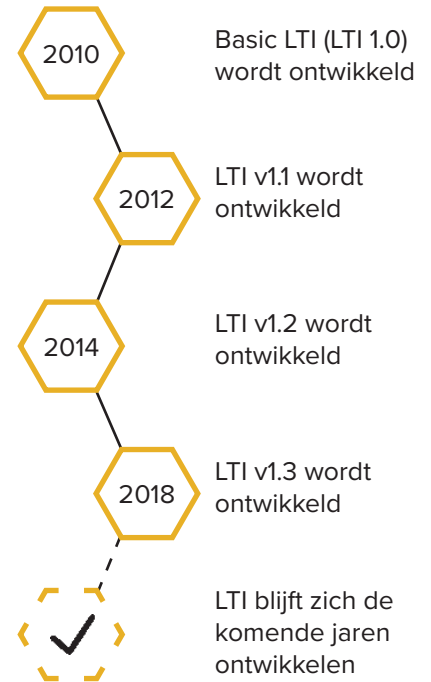 2010
Basic LTI (LTI 1.0)
wordt ontwikkeld
2012
LTI v1.1 wordt
ontwikkeld
2014
LTI v1.2 wordt
ontwikkeld
2018
LTI v1.3 wordt
ontwikkeld
LTI blijft zich de
komende jaren
ontwikkelen